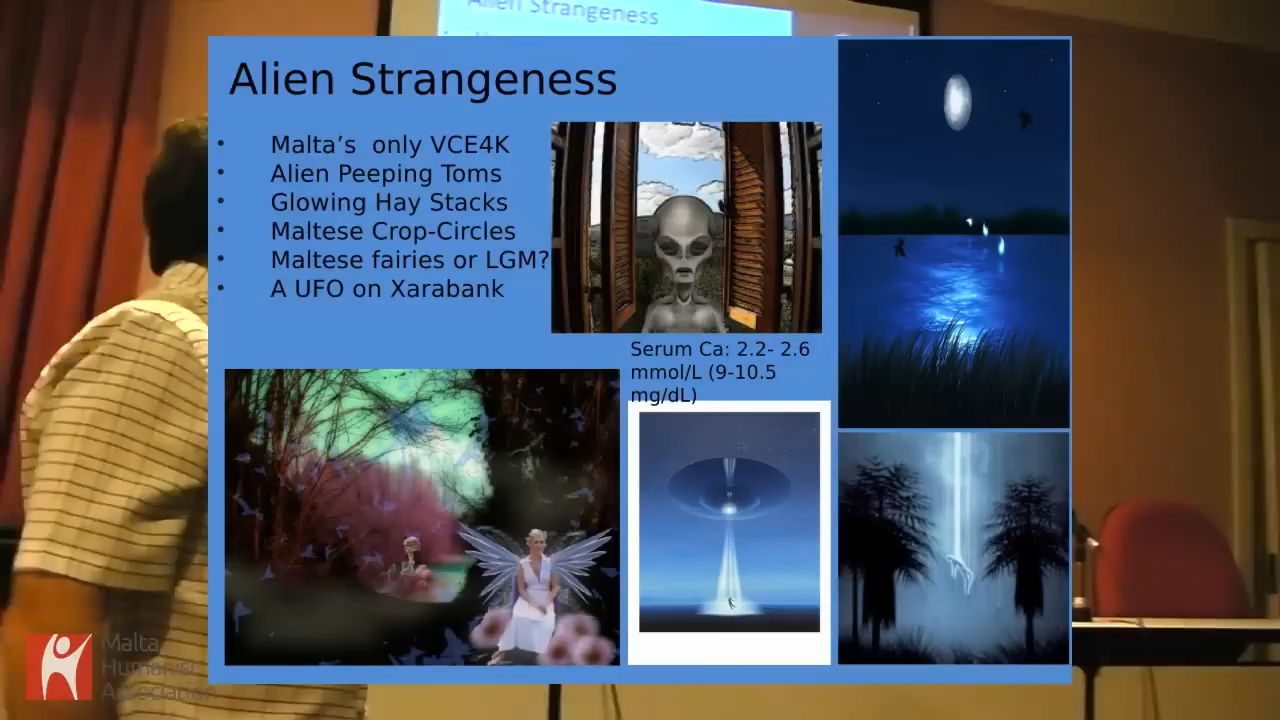 Alien Strangeness
Alien Strangeness
• Malta’s only VCE4K
• Alien Peeping Toms
• Glowing Hay Stacks
• Maltese Crop-Circles
• Maltese fairies or LGM?
• A UFO on Xarabank
Serum Ca: 2.2- 2.6
mmol/L (9-10.5
mg/dL)
Malta
Humanist
Association